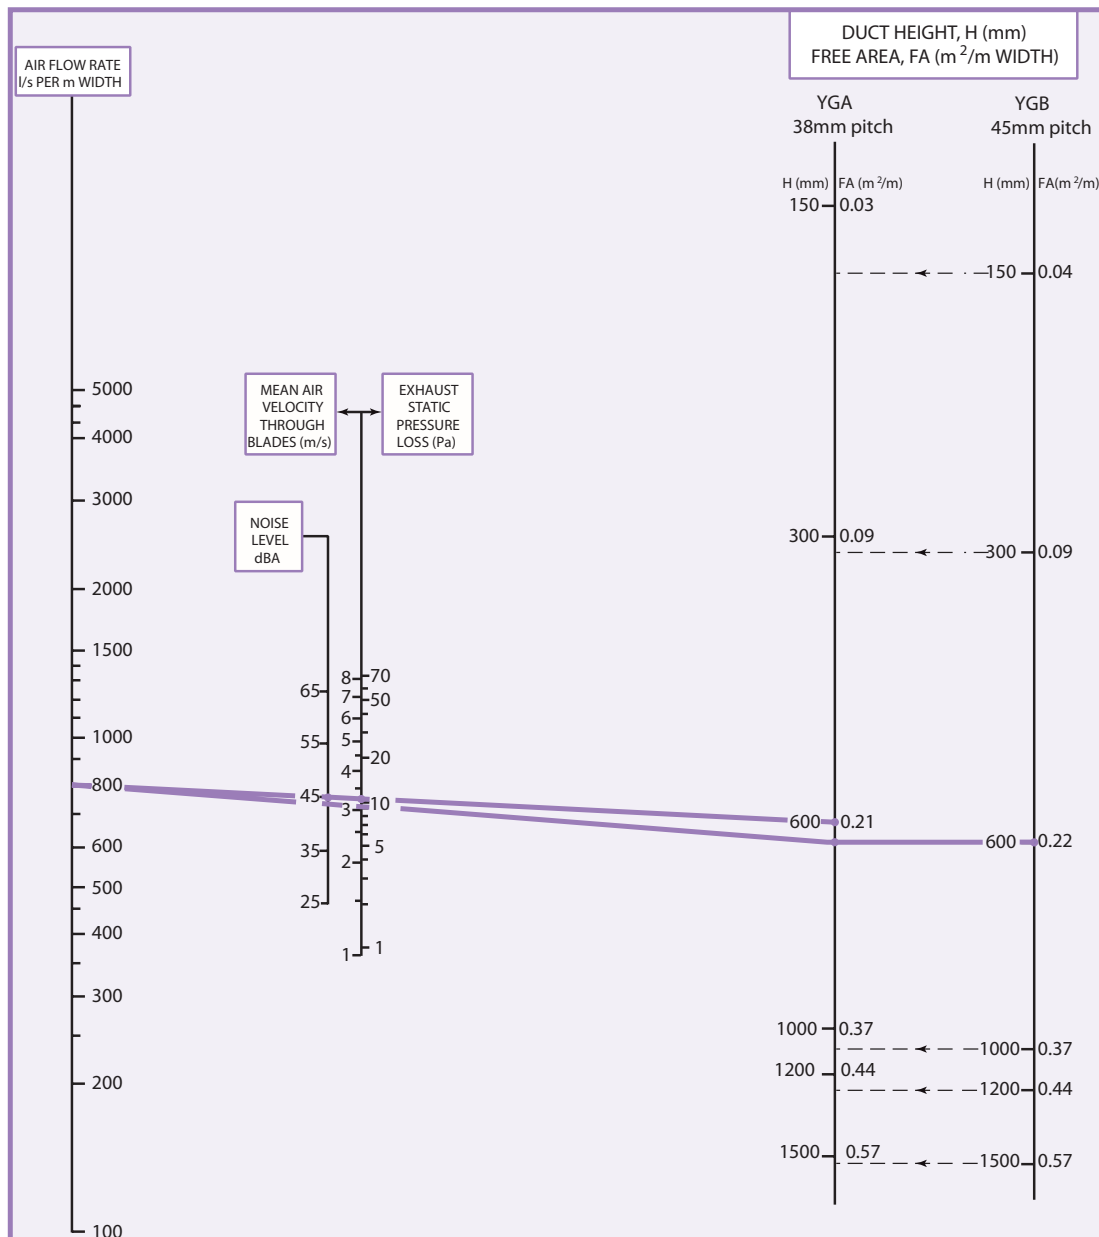 DUCT HEIGHT, H (mm)
FREE AREA, FA (m²/m WIDTH)
AIR FLOW RATE
l/s PER m WIDTH
YGA
38mm pitch
YGB
45mm pitch
H (mm) FA (m²/m)
H (mm) FA(m²/m)
150 0.03
150 0.04
300 0.09
300 0.09
600 0.21
600 0.22
1000 0.37
1000 0.37
1200 0.44
1200 0.44
1500 0.57
1500 0.57
MEAN AIR
VELOCITY
THROUGH
BLADES (m/s)
EXHAUST
STATIC
PRESSURE
LOSS (Pa)
NOISE
LEVEL
dBA
5000
4000
3000
2000
1500
1000
800
600
500
400
300
200
100
65
55
45
35
25
8
7
6
5
4
3
2
1
70
50
20
10
5
1